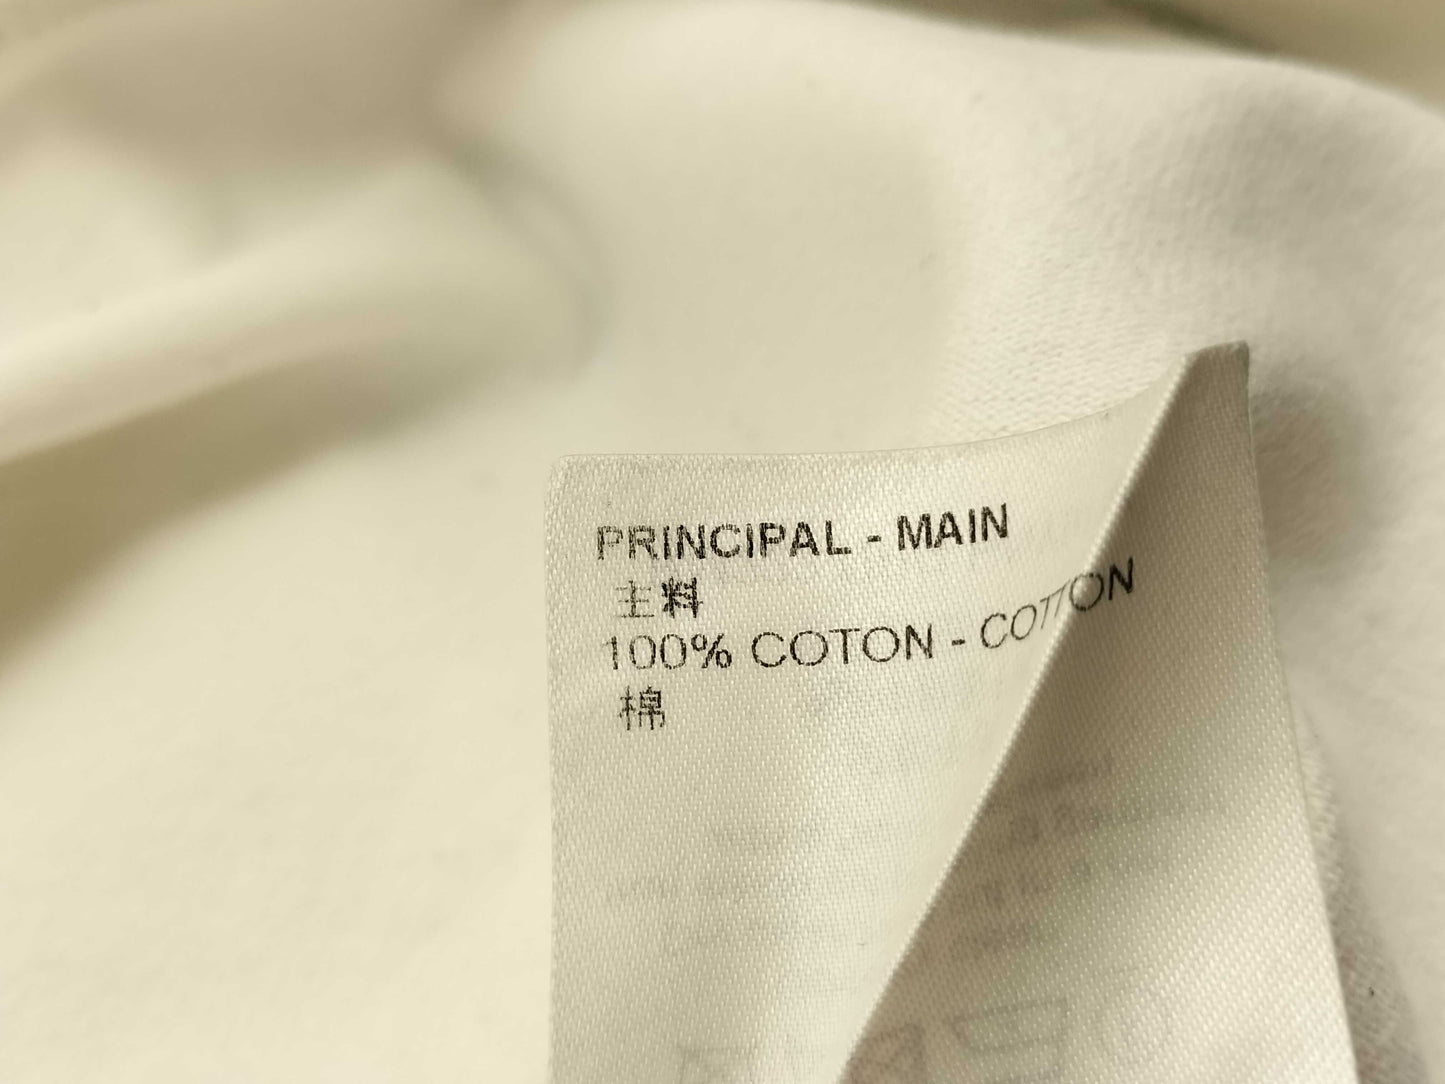 PRINCIPAL - MAIN
主料
100% COTON - COTTON
棉